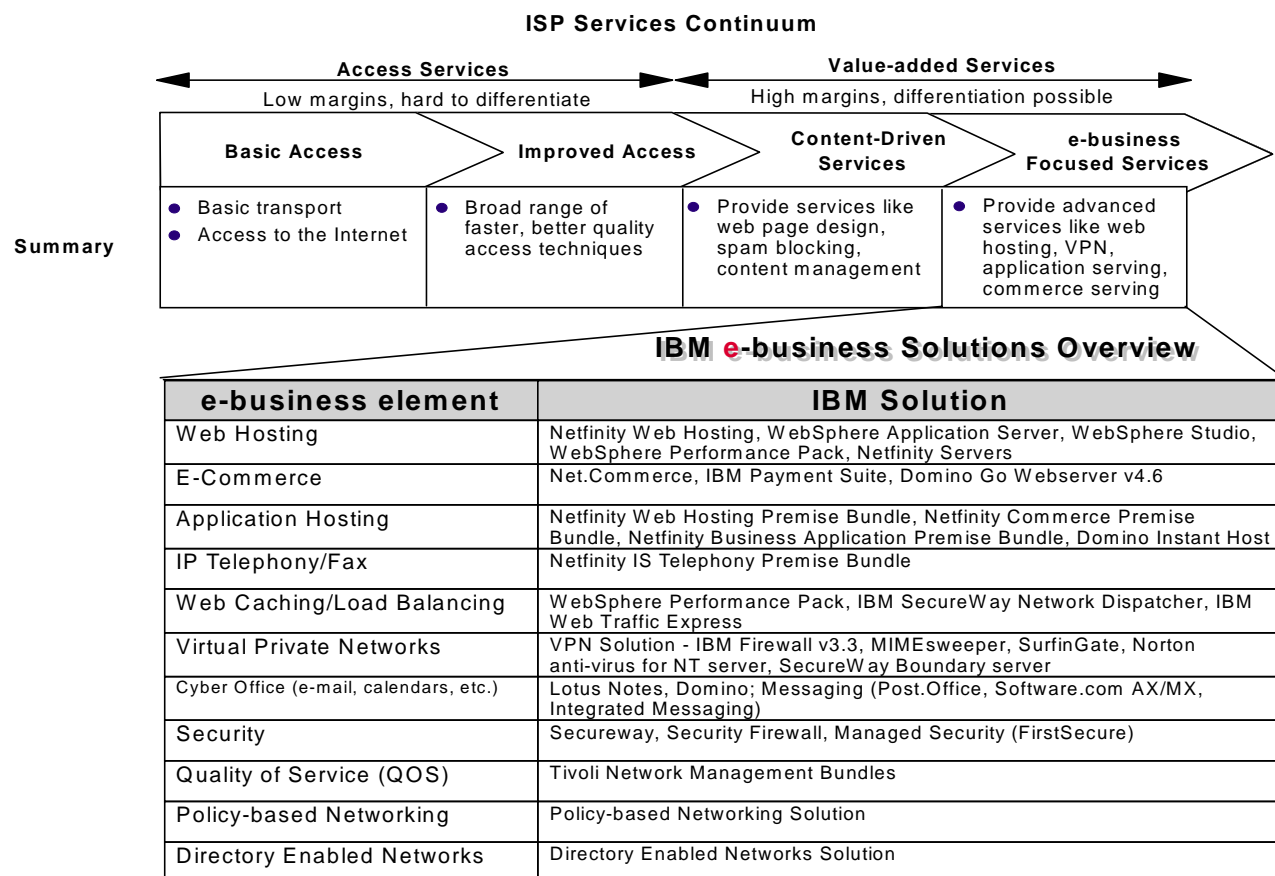 ISP Services Continuum
Access Services
Value-added Services
Low margins, hard to differentiate
High margins, differentiation possible
Basic Access
Improved Access
Content-Driven
Services
e-business
Focused Services
Summary
Basic transport
Access to the Internet
Broad range of
faster, better quality
access techniques
Provide services like
web page design,
spam blocking,
content management
Provide advanced
services like web
hosting, VPN,
application serving,
commerce serving
IBM e-business Solutions Overview
e-business element
IBM Solution
Web Hosting
Netfinity Web Hosting, WebSphere Application Server, WebSphere Studio,
WebSphere Performance Pack, Netfinity Servers
E-Commerce
Net.Commerce, IBM Payment Suite, Domino Go Webserver v4.6
Application Hosting
Netfinity Web Hosting Premise Bundle, Netfinity Commerce Premise
Bundle, Netfinity Business Application Premise Bundle, Domino Instant Host
IP Telephony/Fax
Netfinity IS Telephony Premise Bundle
Web Caching/Load Balancing
WebSphere Performance Pack, IBM SecureWay Network Dispatcher, IBM
Web Traffic Express
Virtual Private Networks
VPN Solution - IBM Firewall v3.3, MIMEsweeper, SurfinGate, Norton
anti-virus for NT server, SecureWay Boundary server
Cyber Office (e-mail, calendars, etc.)
Lotus Notes, Domino; Messaging (Post.Office, Software.com AX/MX,
Integrated Messaging)
Security
Secureway, Security Firewall, Managed Security (FirstSecure)
Quality of Service (QOS)
Tivoli Network Management Bundles
Policy-based Networking
Policy-based Networking Solution
Directory Enabled Networks
Directory Enabled Networks Solution